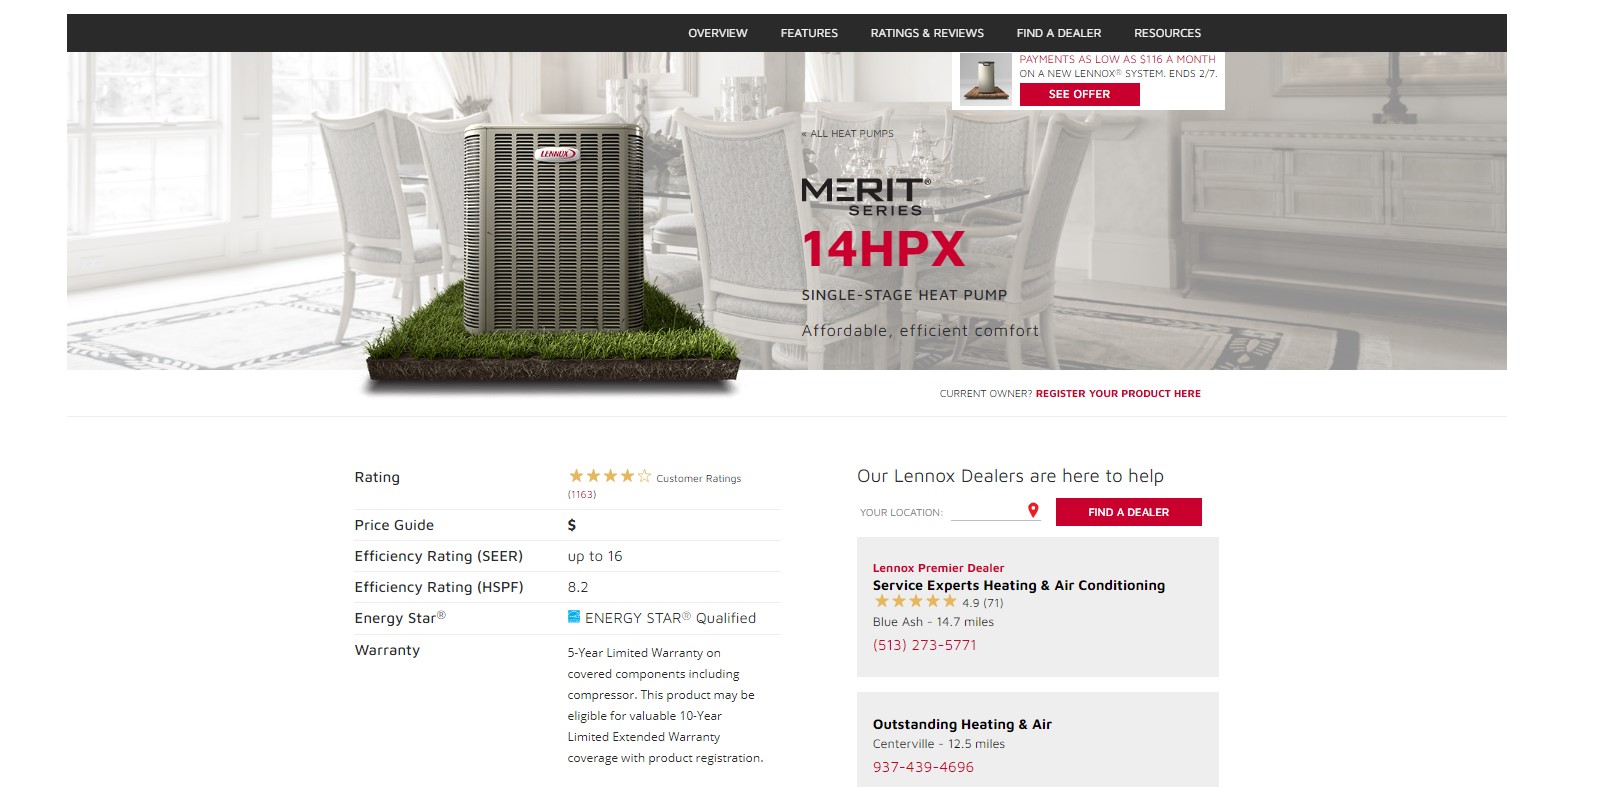 OVERVIEW FEATURES RATINGS & REVIEWS FIND A DEALER RESOURCES
PAYMENTS AS LOW AS $116 A MONTH
ON A NEW LENNOX® SYSTEM. ENDS 2/7.
SEE OFFER
« ALL HEAT PUMPS
LENNOX
MERIT®
SERIES
14HPX
SINGLE-STAGE HEAT PUMP
Affordable, efficient comfort
CURRENT OWNER? REGISTER YOUR PRODUCT HERE
Rating
Customer Ratings
(1163)
Price Guide $
Efficiency Rating (SEER) up to 16
Efficiency Rating (HSPF) 8.2
Energy Star® ENERGY STAR® Qualified
Warranty
5-Year Limited Warranty on
covered components including
compressor. This product may be
eligible for valuable 10-Year
Limited Extended Warranty
coverage with product registration.
Our Lennox Dealers are here to help
YOUR LOCATION: FIND A DEALER
Lennox Premier Dealer
Service Experts Heating & Air Conditioning
4.9 (71)
Blue Ash - 14.7 miles
(513) 273-5771
Outstanding Heating & Air
Centerville - 12.5 miles
937-439-4696